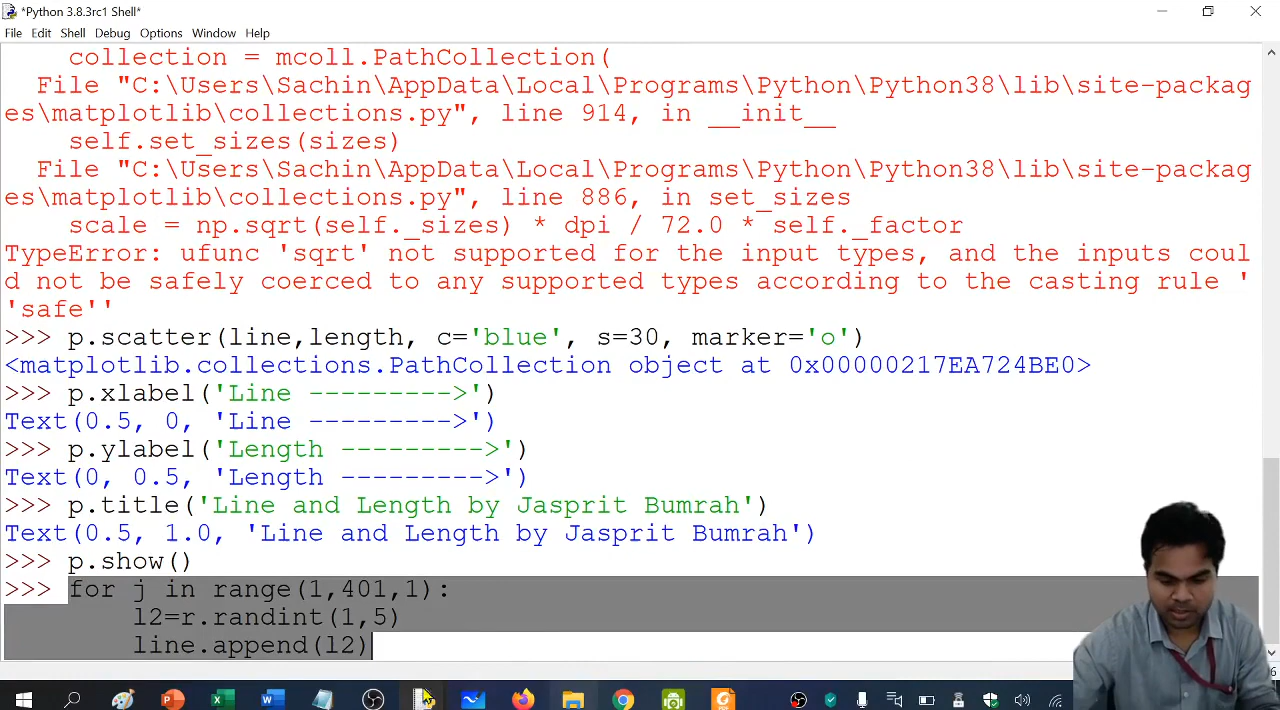 *Python 3.8.3rc1 Shell*
File Edit Shell Debug Options Window Help
collection = mcoll.PathCollection(
File "C:\Users\Sachin\AppData\Local\Programs\Python\Python38\lib\site-packag
es\matplotlib\collections.py", line 914, in __init__
self.set_sizes(sizes)
File "C:\Users\Sachin\AppData\Local\Programs\Python\Python38\lib\site-packag
es\matplotlib\collections.py", line 886, in set_sizes
scale = np.sqrt(self._sizes) * dpi / 72.0 * self._factor
TypeError: ufunc 'sqrt' not supported for the input types, and the inputs coul
d not be safely coerced to any supported types according to the casting rule '
'safe''
>>> p.scatter(line,length, c='blue', s=30, marker='o')
<matplotlib.collections.PathCollection object at 0x00000217EA724BE0>
>>> p.xlabel('Line --------->')
Text(0.5, 0, 'Line --------->')
>>> p.ylabel('Length --------->')
Text(0, 0.5, 'Length --------->')
>>> p.title('Line and Length by Jasprit Bumrah')
Text(0.5, 1.0, 'Line and Length by Jasprit Bumrah')
>>> p.show()
>>> for j in range(1,401,1):
l2=r.randint(1,5)
line.append(l2)